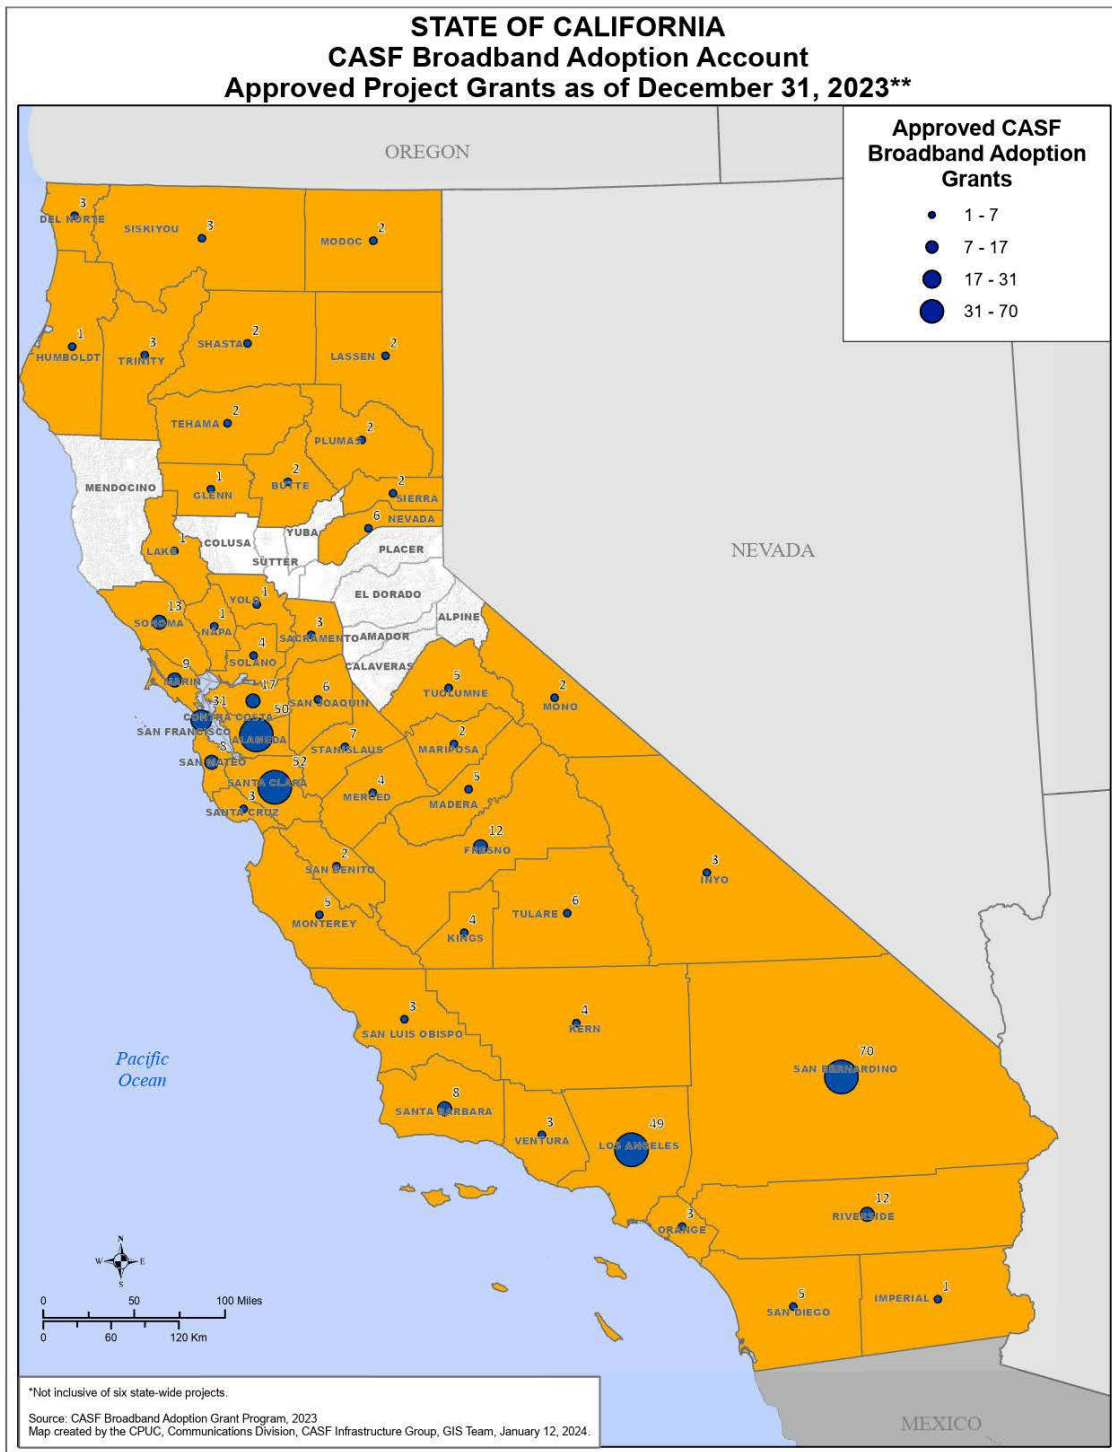 STATE OF CALIFORNIA
CASF Broadband Adoption Account
Approved Project Grants as of December 31, 2023**
Approved CASF
Broadband Adoption
Grants
1 - 7
7 - 17
17 - 31
31 - 70
OREGON
3
DEL NORTE
SISKIYOU
3
2
MODOC
1
HUMBOLDT
3
TRINITY
2
SHASTA
2
LASSEN
2
TEHAMA
2
PLUMAS
MENDOCINO
1
GLENN
2
BUTTE
2
SIERRA
6
NEVADA
1
LAKE
COLUSA
YUBA
SUTTER
PLACER
NEVADA
EL DORADO
ALPINE
AMADOR
CALAVERAS
13
SONOMA
1
NAPA
YOLO
1
3
SACRAMENTO
4
SOLANO
9
MARIN
17
CONTRA COSTA
31
SAN FRANCISCO
50
ALAMEDA
6
SAN JOAQUIN
5
TUOLUMNE
2
MONO
8
SAN MATEO
7
STANISLAUS
2
MARIPOSA
52
SANTA CLARA
3
SANTA CRUZ
4
MERCED
5
MADERA
12
FRESNO
2
SAN BENITO
3
INYO
5
MONTEREY
4
KINGS
6
TULARE
3
SAN LUIS OBISPO
4
KERN
70
SAN BERNARDINO
8
SANTA BARBARA
3
VENTURA
49
LOS ANGELES
3
ORANGE
12
RIVERSIDE
5
SAN DIEGO
1
IMPERIAL
Pacific
Ocean
N
W E
S
0 50 100 Miles
0 60 120 Km
MEXICO
*Not inclusive of six state-wide projects.
Source: CASF Broadband Adoption Grant Program, 2023
Map created by the CPUC, Communications Division, CASF Infrastructure Group, GIS Team, January 12, 2024.